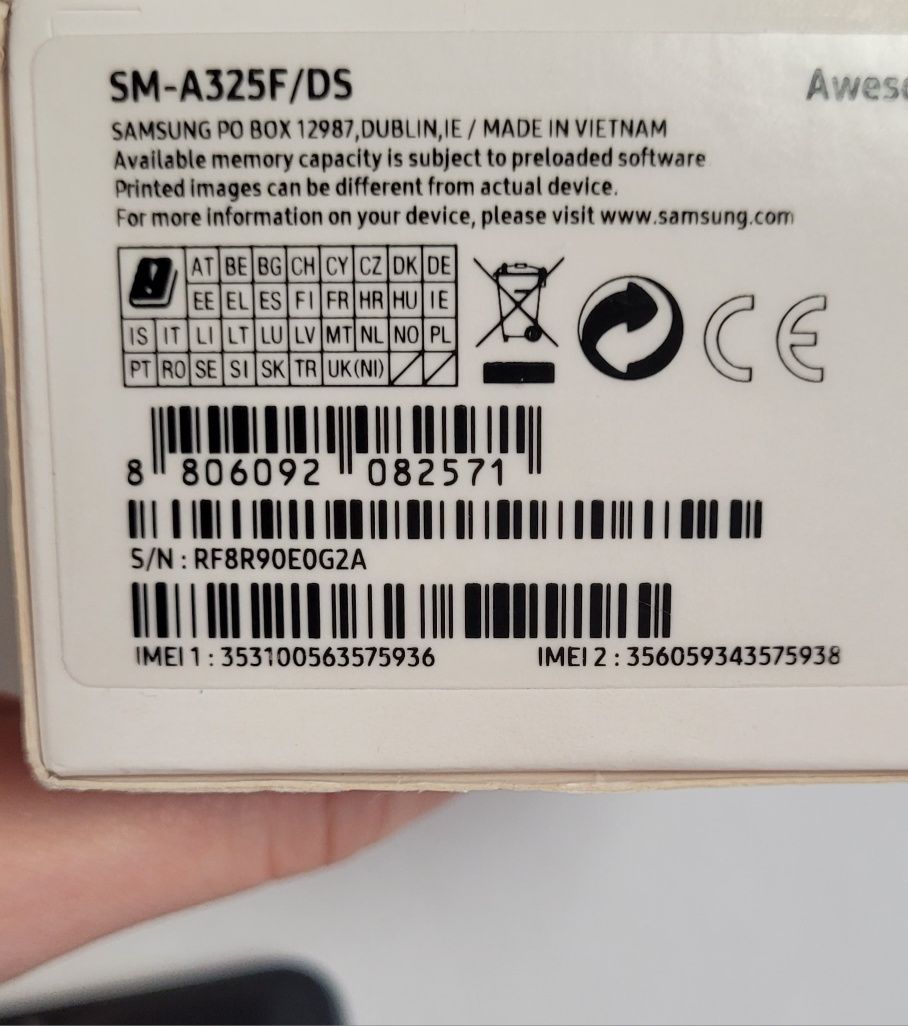 SM-A325F/DS
Awes
SAMSUNG PO BOX 12987,DUBLIN,IE / MADE IN VIETNAM
Available memory capacity is subject to preloaded software
Printed images can be different from actual device.
For more information on your device, please visit www.samsung.com
AT BE BG CH CY CZ DK DE
EE EL ES FI FR HR HU IE
IS IT LI LT LU LV MT NL NO PL
PT RO SE SI SK TR UK(NI)
CE
8 806092 082571
S/N : RF8R90E0G2A
IMEI 1 : 353100563575936 IMEI 2 : 356059343575938